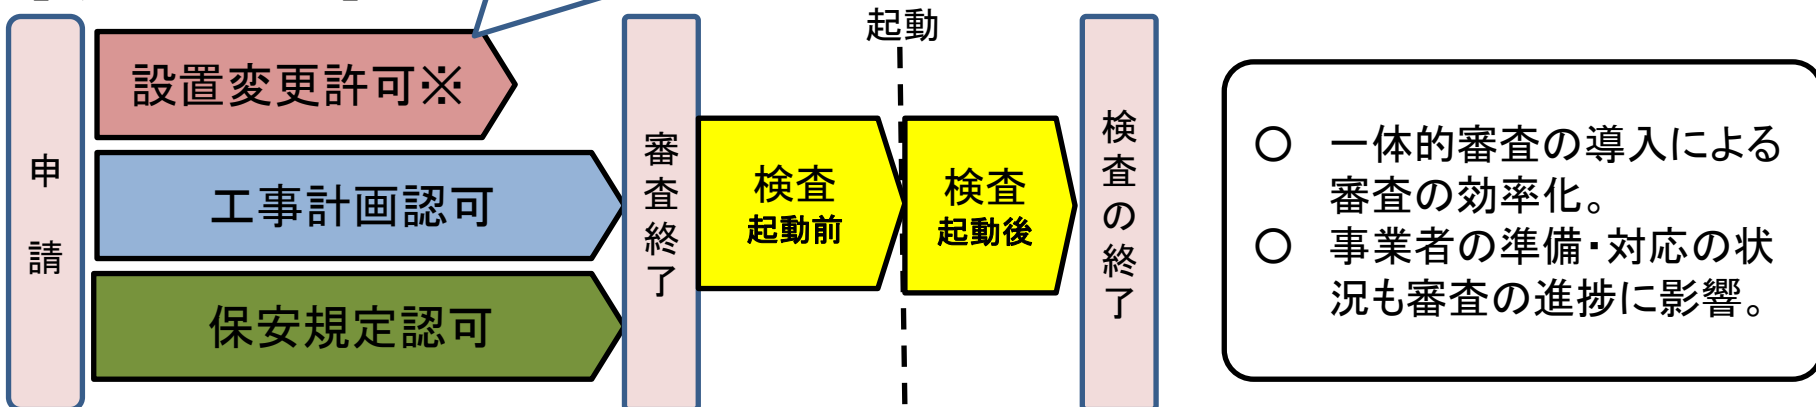 申請
設置変更許可※
工事計画認可
保安規定認可
審査終了
起動
検査
起動前
検査
起動後
検査の終了
○ 一体的審査の導入による
審査の効率化。
○ 事業者の準備・対応の状
況も審査の進捗に影響。